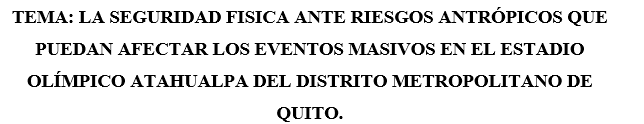 TEMA: LA SEGURIDAD FISICA ANTE RIESGOS ANTRÓPICOS QUE
PUEDAN AFECTAR LOS EVENTOS MASIVOS EN EL ESTADIO
OLÍMPICO ATAHUALPA DEL DISTRITO METROPOLITANO DE
QUITO.